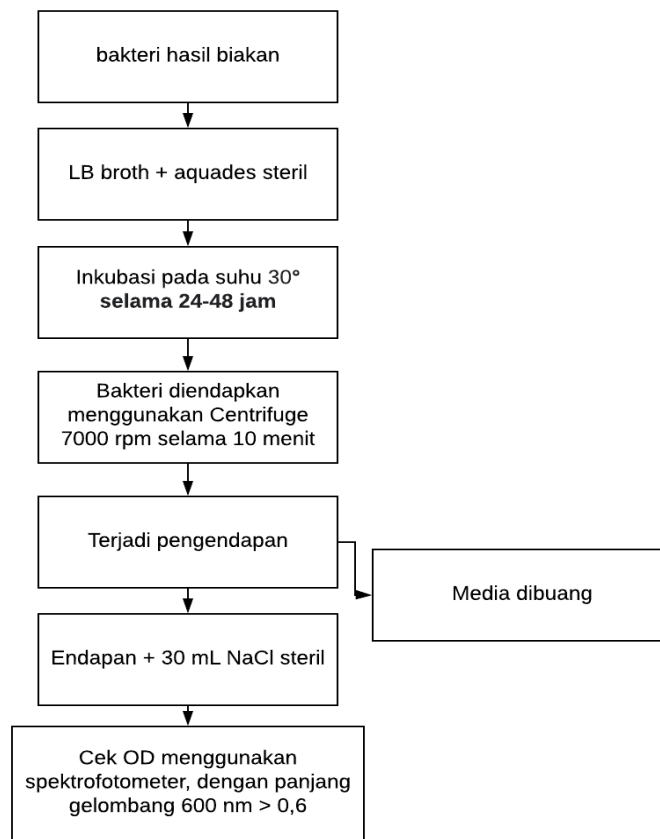 bakteri hasil biakan
LB broth + aquades steril
Inkubasi pada suhu 30°
selama 24-48 jam
Bakteri diendapkan
menggunakan Centrifuge
7000 rpm selama 10 menit
Terjadi pengendapan
Media dibuang
Endapan + 30 mL NaCl steril
Cek OD menggunakan
spektrofotometer, dengan panjang
gelombang 600 nm > 0,6